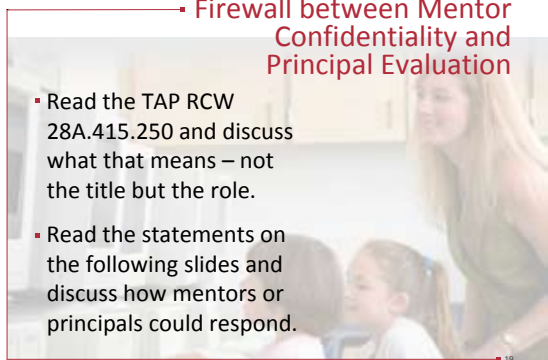 Firewall between Mentor
Confidentiality and
Principal Evaluation
▪ Read the TAP RCW
28A.415.250 and discuss
what that means – not
the title but the role.
▪ Read the statements on
the following slides and
discuss how mentors or
principals could respond.
19